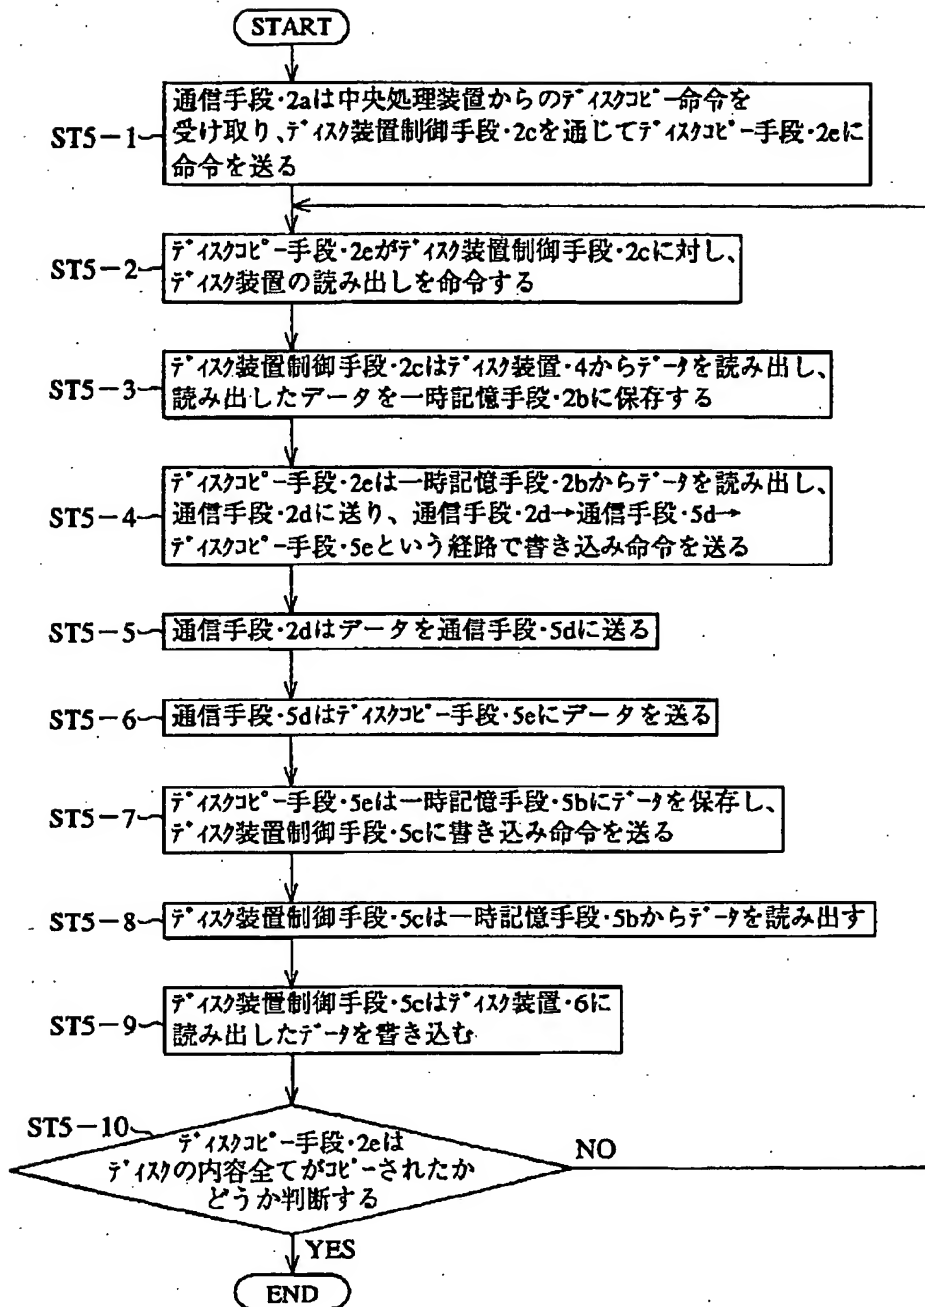 START
ST5-1
通信手段・2aは中央処理装置からのディスクコピー命令を
受け取り、ディスク装置制御手段・2cを通じてディスクコピー手段・2eに
命令を送る
ST5-2
ディスクコピー手段・2eがディスク装置制御手段・2cに対し、
ディスク装置の読み出しを命令する
ST5-3
ディスク装置制御手段・2cはディスク装置・4からデータを読み出し、
読み出したデータを一時記憶手段・2bに保存する
ST5-4
ディスクコピー手段・2eは一時記憶手段・2bからデータを読み出し、
通信手段・2dに送り、通信手段・2d→通信手段・5d→
ディスクコピー手段・5eという経路で書き込み命令を送る
ST5-5
通信手段・2dはデータを通信手段・5dに送る
ST5-6
通信手段・5dはディスクコピー手段・5eにデータを送る
ST5-7
ディスクコピー手段・5eは一時記憶手段・5bにデータを保存し、
ディスク装置制御手段・5cに書き込み命令を送る
ST5-8
ディスク装置制御手段・5cは一時記憶手段・5bからデータを読み出す
ST5-9
ディスク装置制御手段・5cはディスク装置・6に
読み出したデータを書き込む
ST5-10
ディスクコピー手段・2eは
ディスクの内容全てがコピーされたか
どうか判断する
NO
YES
END